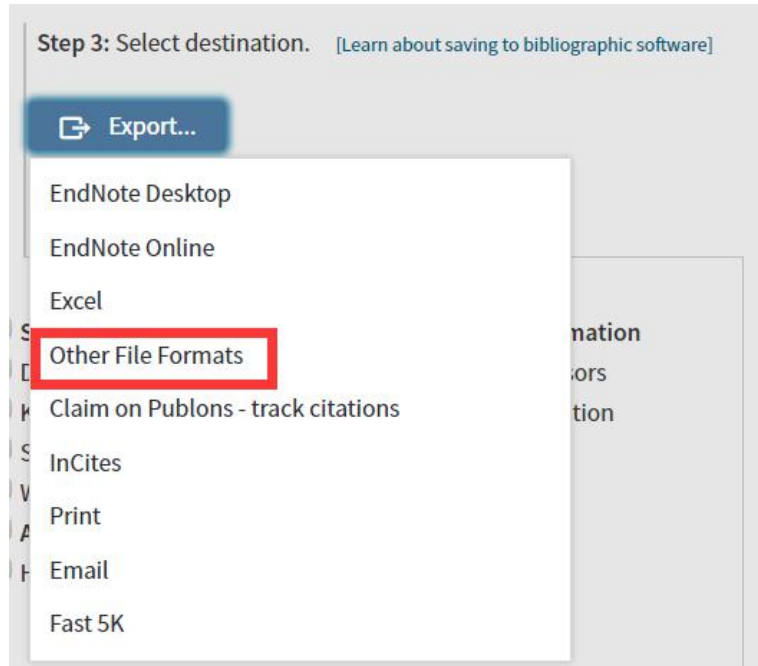 Step 3: Select destination. [Learn about saving to bibliographic software]
Export...
EndNote Desktop
EndNote Online
Excel
Other File Formats
Claim on Publons - track citations
InCites
Print
Email
Fast 5K